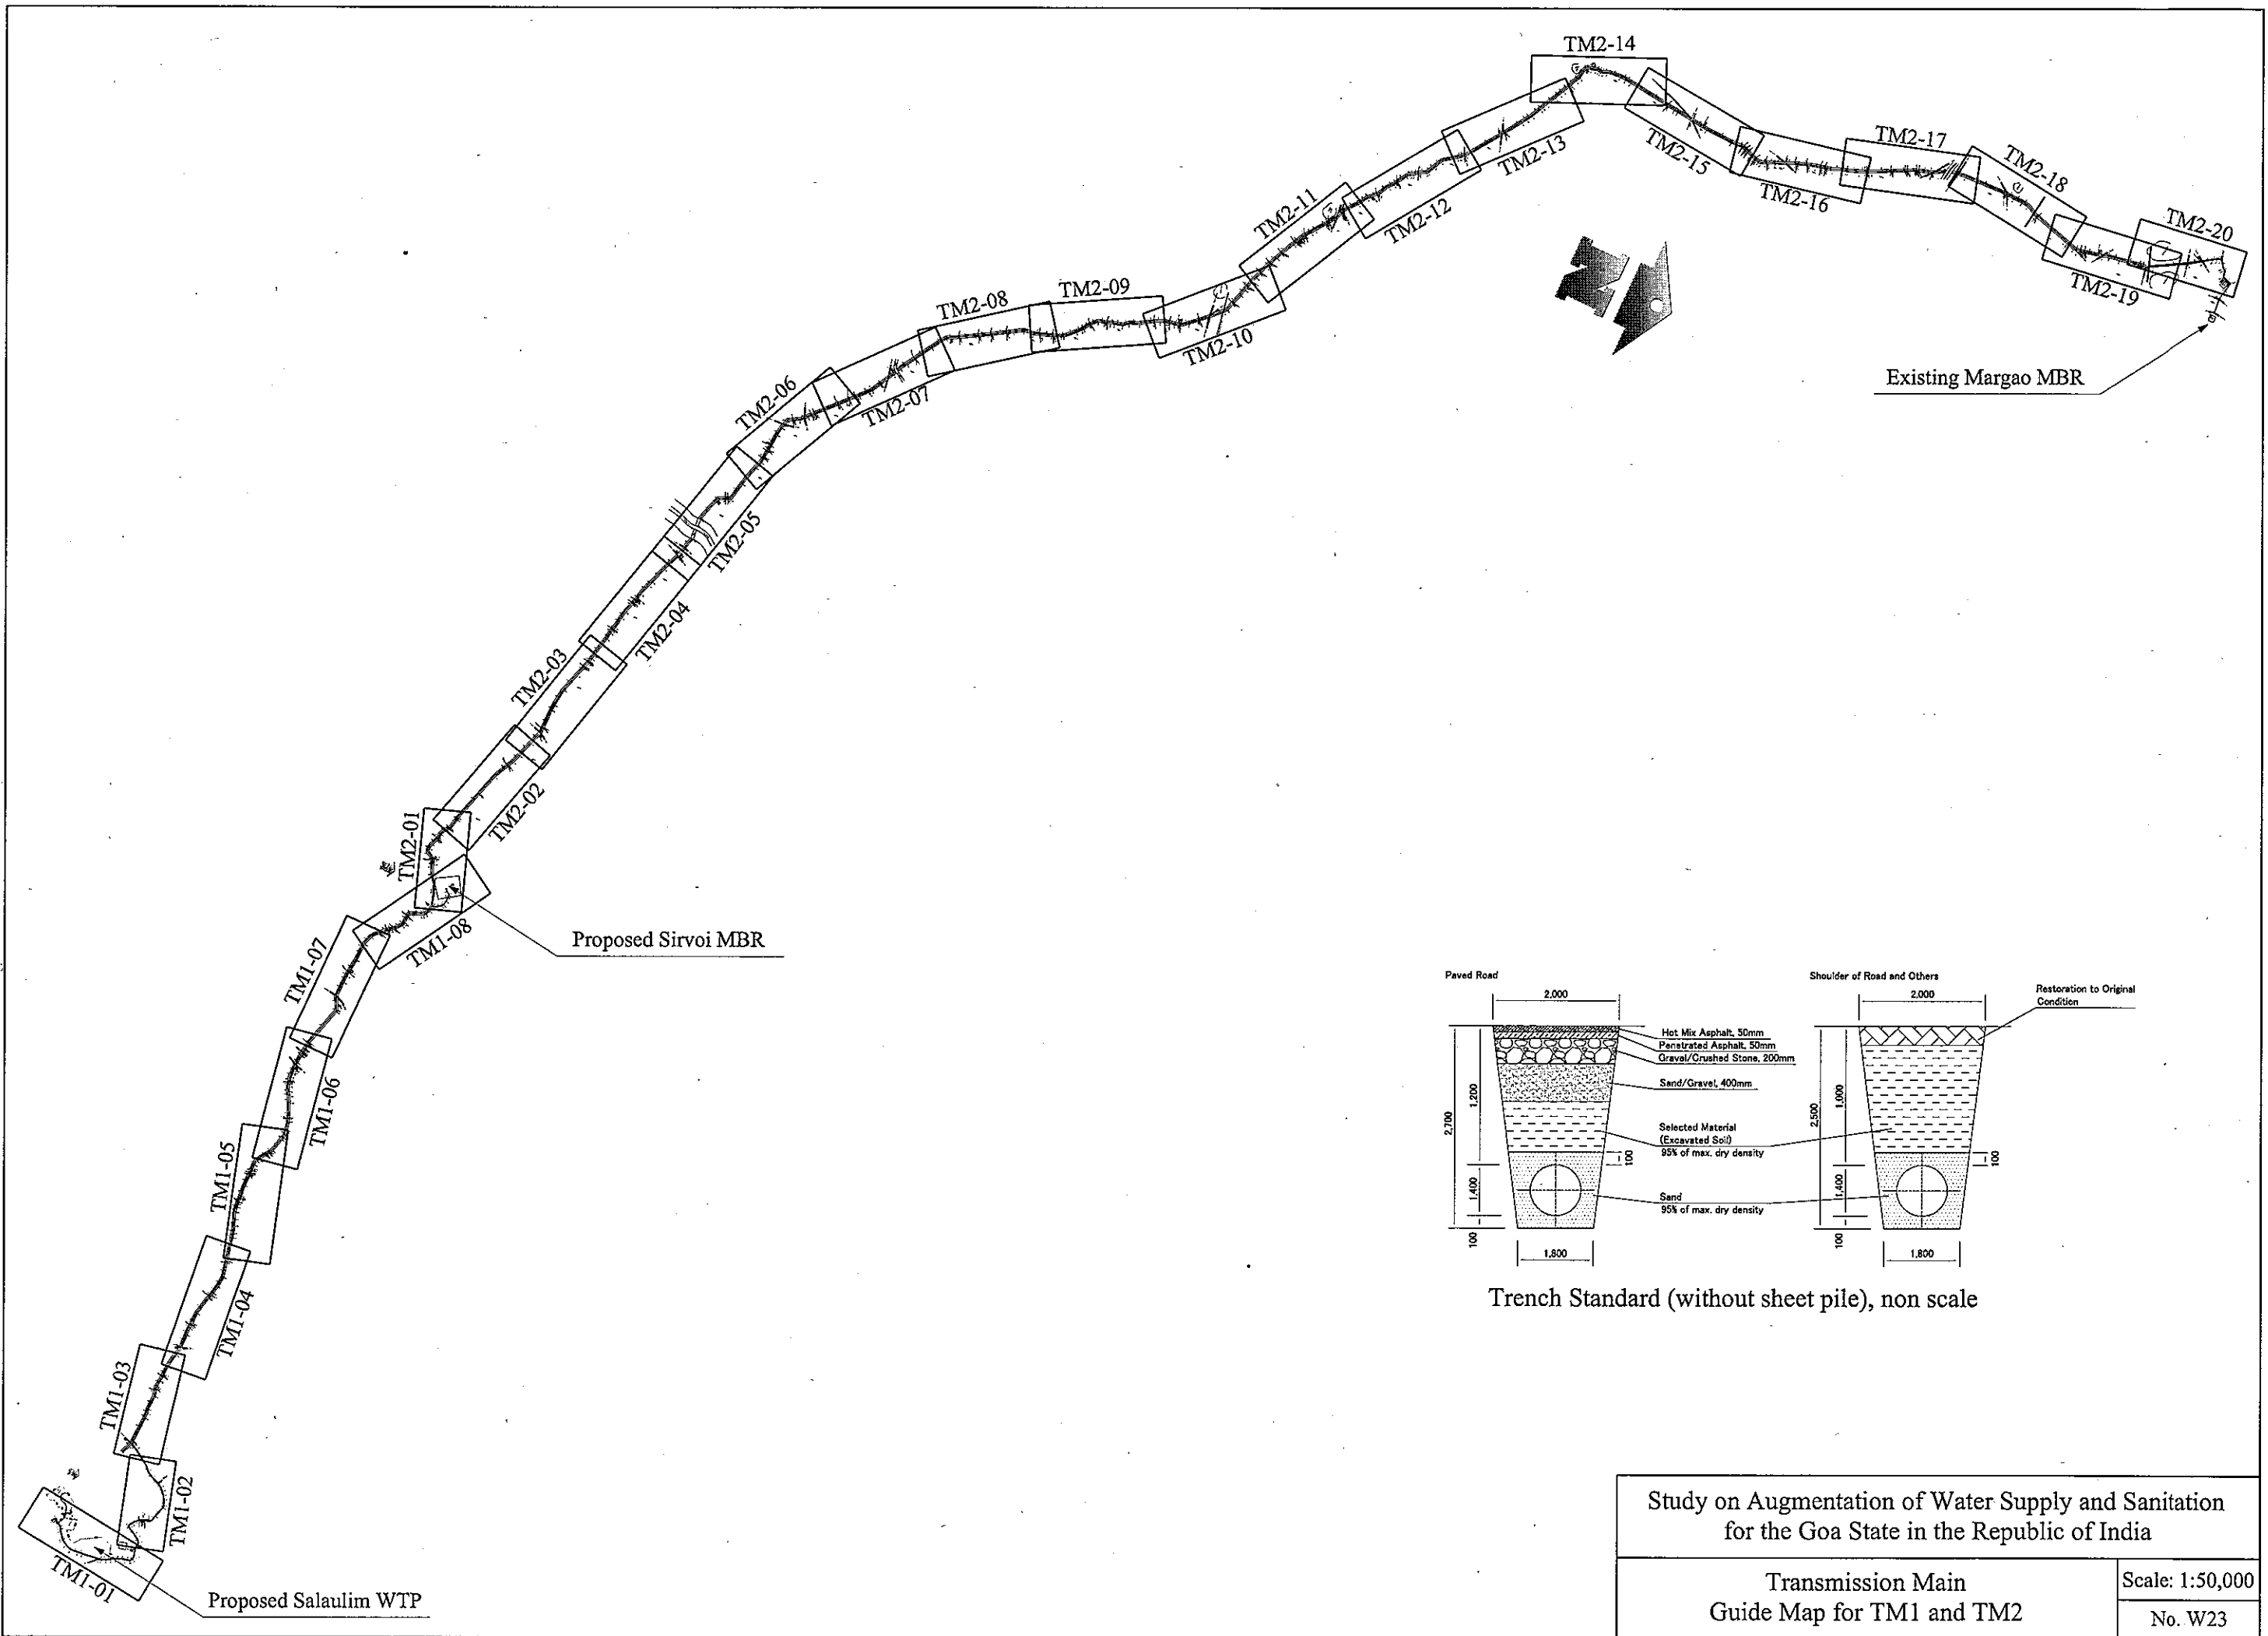 TM2-14
TM2-13
TM2-15
TM2-16
TM2-17
TM2-18
TM2-19
TM2-20
Existing Margao MBR
TM2-12
TM2-11
TM2-10
TM2-09
TM2-08
TM2-07
TM2-06
TM2-05
TM2-04
TM2-03
TM2-02
TM2-01
TM1-08
Proposed Sirvoi MBR
TM1-07
TM1-06
TM1-05
TM1-04
TM1-03
TM1-02
TM1-01
Proposed Salaulim WTP
N
Paved Road
2,000
Hot Mix Asphalt, 50mm
Penetrated Asphalt, 50mm
Gravel/Crushed Stone, 200mm
Sand/Gravel, 400mm
Selected Material
(Excavated Soil)
95% of max. dry density
Sand
95% of max. dry density
2,700
1,200
1,400
100
100
1,800
Shoulder of Road and Others
2,000
Restoration to Original
Condition
2,500
1,000
1,400
100
100
1,800
Trench Standard (without sheet pile), non scale
Study on Augmentation of Water Supply and Sanitation
for the Goa State in the Republic of India
Transmission Main
Guide Map for TM1 and TM2
Scale: 1:50,000
No. W23